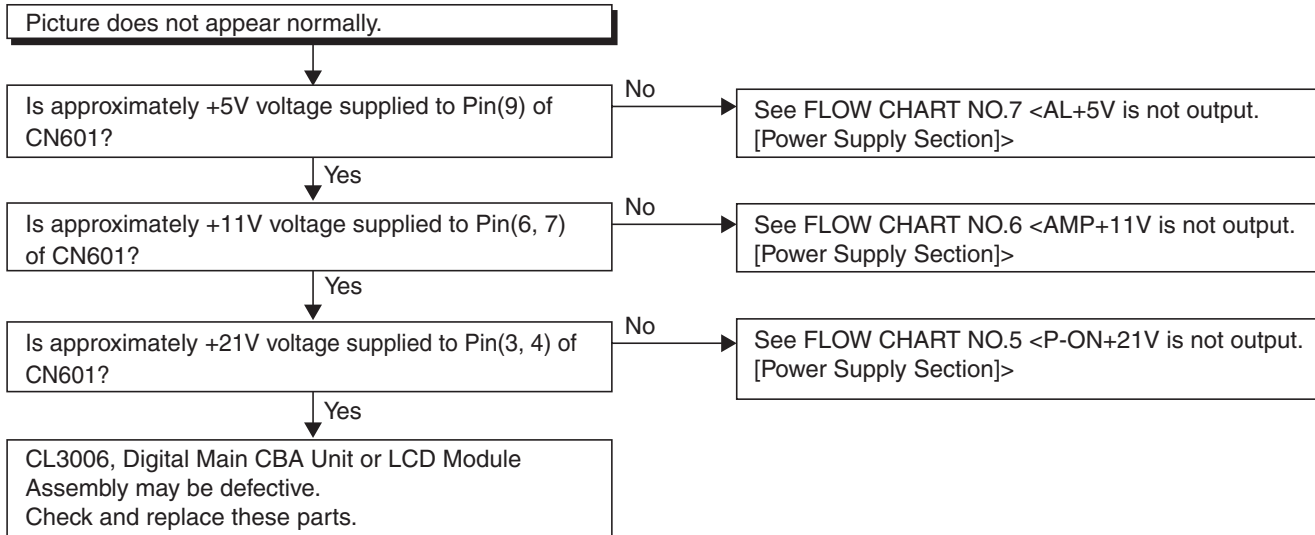 Picture does not appear normally.
Is approximately +5V voltage supplied to Pin(9) of
CN601?
No
See FLOW CHART NO.7 <AL+5V is not output.
[Power Supply Section]>
Yes
Is approximately +11V voltage supplied to Pin(6, 7)
of CN601?
No
See FLOW CHART NO.6 <AMP+11V is not output.
[Power Supply Section]>
Yes
Is approximately +21V voltage supplied to Pin(3, 4) of
CN601?
No
See FLOW CHART NO.5 <P-ON+21V is not output.
[Power Supply Section]>
Yes
CL3006, Digital Main CBA Unit or LCD Module
Assembly may be defective.
Check and replace these parts.